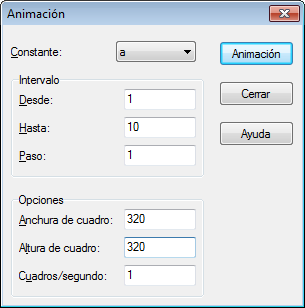 Animación
Constante: a Animación
Intervalo
Desde: 1 Cerrar
Hasta: 10
Paso: 1 Ayuda
Opciones
Anchura de cuadro: 320
Altura de cuadro: 320
Cuadros/segundo: 1